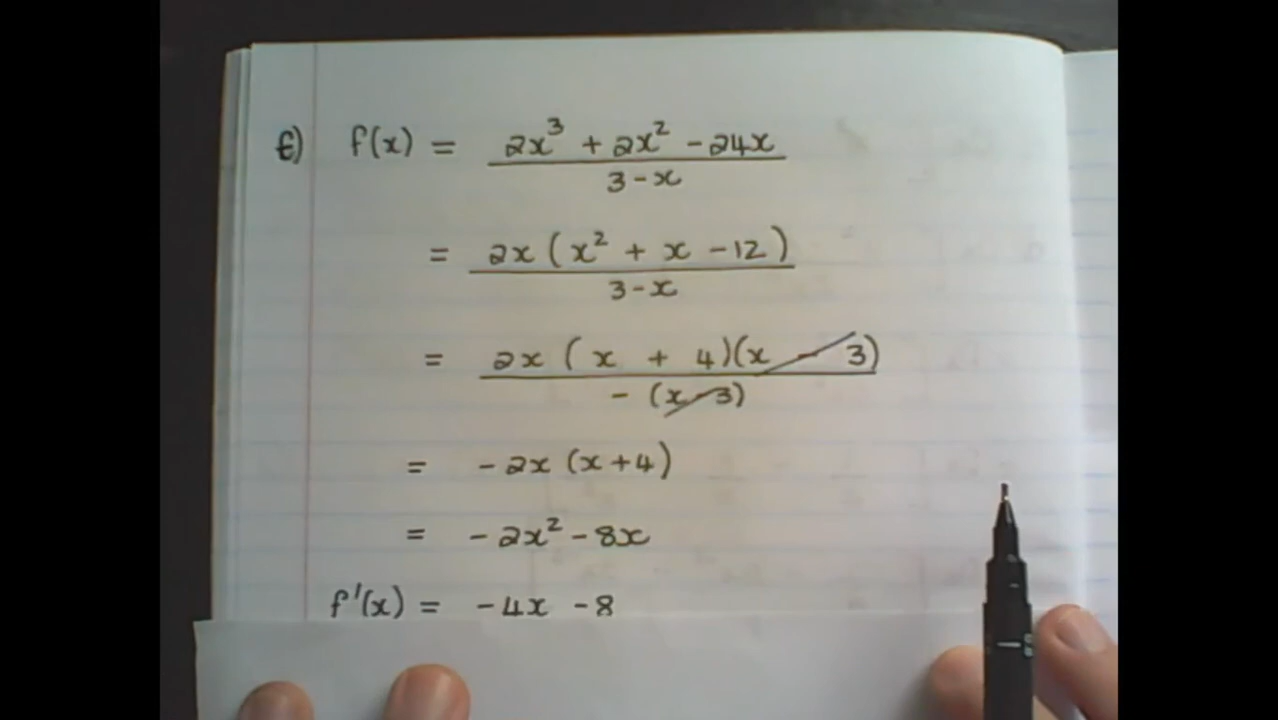 f) f(x) = (2x³ + 2x² - 24x) / (3 - x)
= 2x (x² + x - 12) / (3 - x)
= 2x (x + 4)(x - 3) / -(x - 3)
= -2x (x + 4)
= -2x² - 8x
f'(x) = -4x - 8